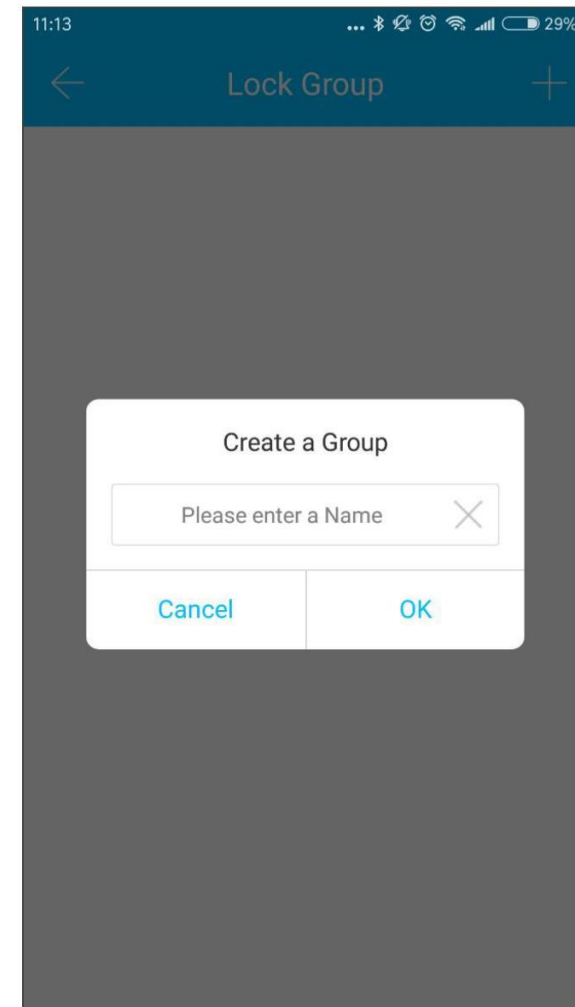 11:13 ... 29%
Lock Group
Create a Group
Please enter a Name
Cancel OK